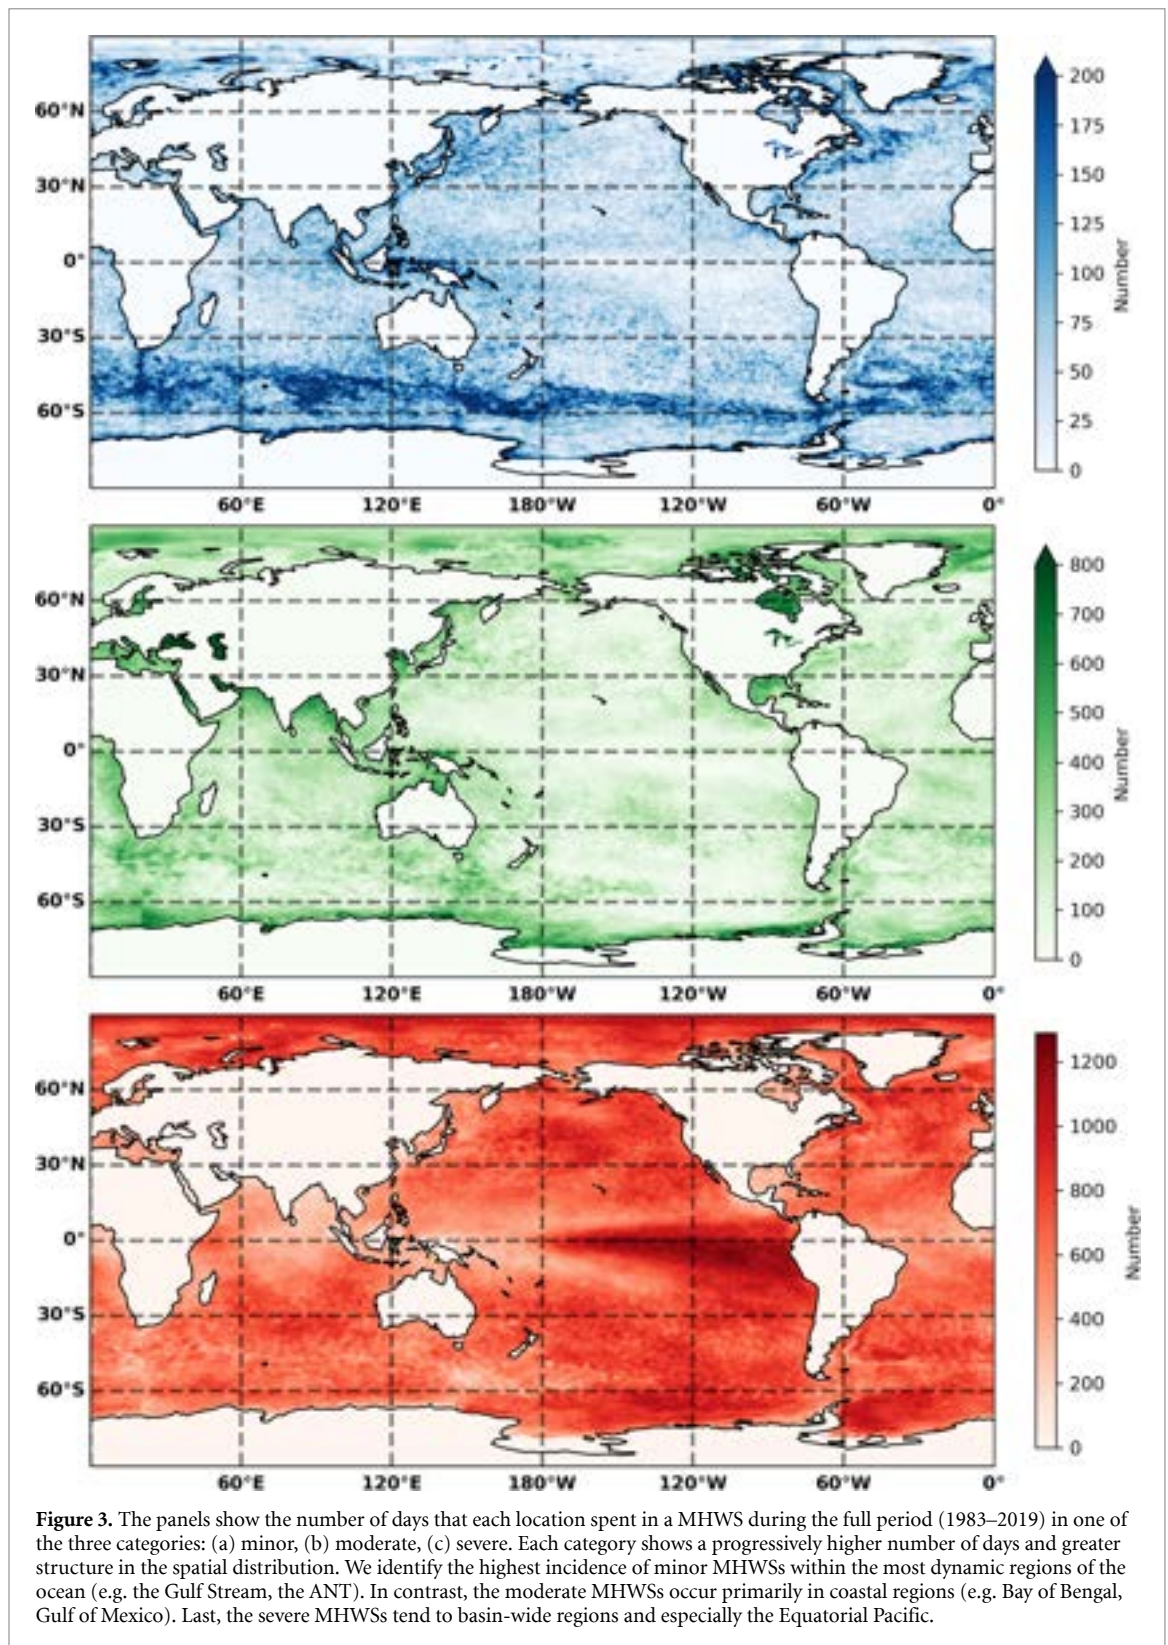 60°N
30°N
0°
30°S
60°S
60°E 120°E 180°W 120°W 60°W 0°
200
175
150
125
100
75
50
25
0
Number
60°N
30°N
0°
30°S
60°S
60°E 120°E 180°W 120°W 60°W 0°
800
700
600
500
400
300
200
100
0
Number
60°N
30°N
0°
30°S
60°S
60°E 120°E 180°W 120°W 60°W 0°
1200
1000
800
600
400
200
0
Number
Figure 3. The panels show the number of days that each location spent in a MHWS during the full period (1983–2019) in one of
the three categories: (a) minor, (b) moderate, (c) severe. Each category shows a progressively higher number of days and greater
structure in the spatial distribution. We identify the highest incidence of minor MHWSs within the most dynamic regions of the
ocean (e.g. the Gulf Stream, the ANT). In contrast, the moderate MHWSs occur primarily in coastal regions (e.g. Bay of Bengal,
Gulf of Mexico). Last, the severe MHWSs tend to basin-wide regions and especially the Equatorial Pacific.